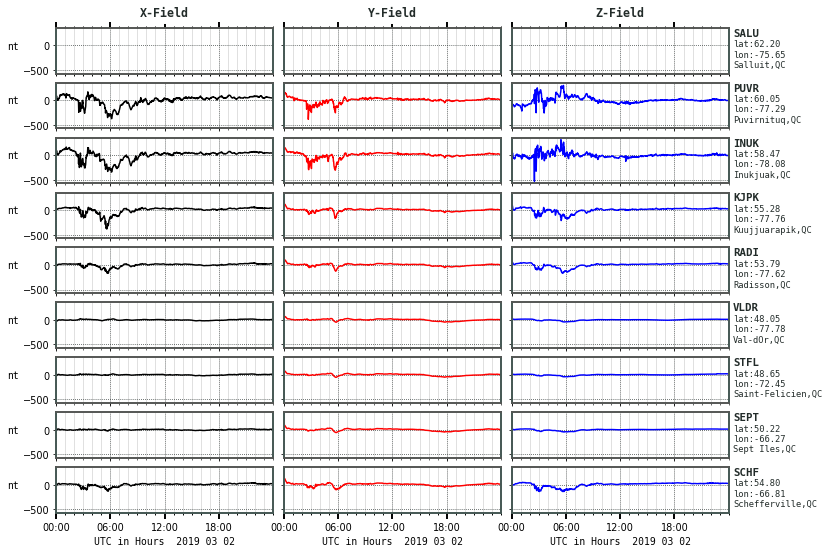 X-Field Y-Field Z-Field
nt 0 -500 SALU
lat:62.20
lon:-75.65
Salluit,QC
nt 0 -500 PUVR
lat:60.05
lon:-77.29
Puvirnituq,QC
nt 0 -500 INUK
lat:58.47
lon:-78.08
Inukjuak,QC
nt 0 -500 KJPK
lat:55.28
lon:-77.76
Kuujjuarapik,QC
nt 0 -500 RADI
lat:53.79
lon:-77.62
Radisson,QC
nt 0 -500 VLDR
lat:48.05
lon:-77.78
Val-dOr,QC
nt 0 -500 STFL
lat:48.65
lon:-72.45
Saint-Felicien,QC
nt 0 -500 SEPT
lat:50.22
lon:-66.27
Sept Iles,QC
nt 0 -500 SCHF
lat:54.80
lon:-66.81
Schefferville,QC
00:00 06:00 12:00 18:00 00:00 06:00 12:00 18:00 00:00 06:00 12:00 18:00
UTC in Hours 2019 03 02 UTC in Hours 2019 03 02 UTC in Hours 2019 03 02